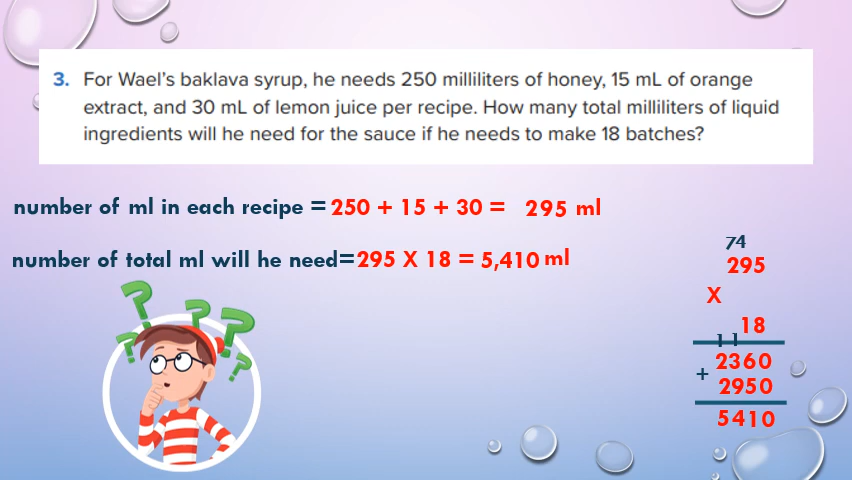 3. For Wael's baklava syrup, he needs 250 milliliters of honey, 15 mL of orange
extract, and 30 mL of lemon juice per recipe. How many total milliliters of liquid
ingredients will he need for the sauce if he needs to make 18 batches?
number of ml in each recipe = 250 + 15 + 30 = 295 ml
number of total ml will he need= 295 X 18 = 5,410 ml
74
295
X
18
1 1
2360
+
2950
5410
? ? ? ? ?